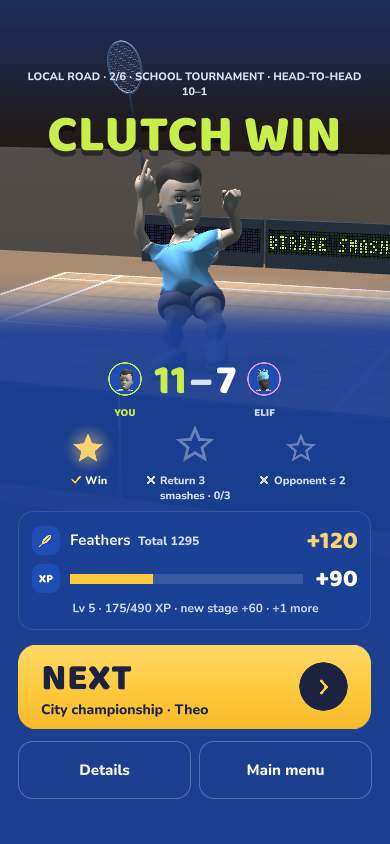 LOCAL ROAD · 2/6 · SCHOOL TOURNAMENT · HEAD-TO-HEAD
10–1
CLUTCH WIN
BIRDIE SMASH
11–7
YOU
ELIF
Win
Return 3
smashes · 0/3
Opponent ≤ 2
Feathers Total 1295
+120
XP
+90
Lv 5 · 175/490 XP · new stage +60 · +1 more
NEXT
City championship · Theo
Details
Main menu